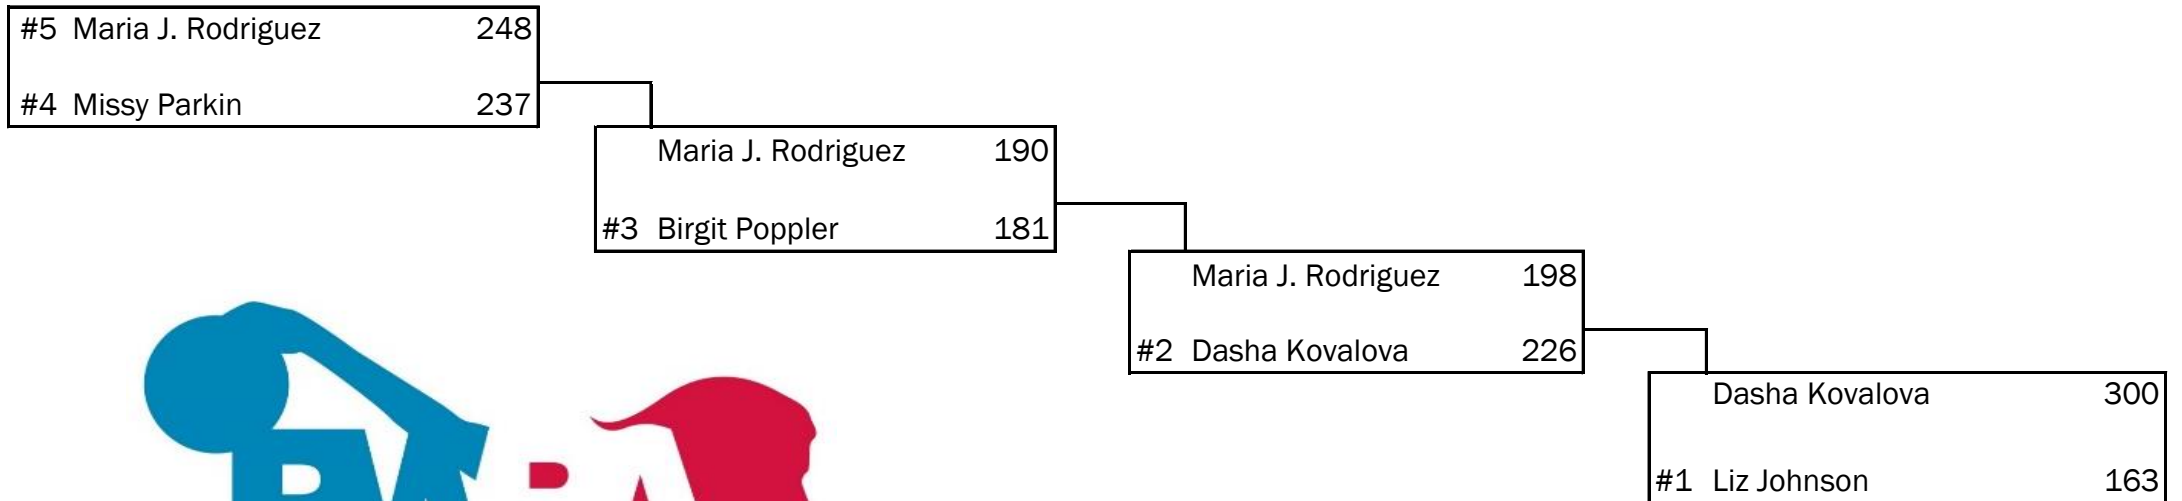 #5 Maria J. Rodriguez 248
#4 Missy Parkin 237
Maria J. Rodriguez 190
#3 Birgit Poppler 181
Maria J. Rodriguez 198
#2 Dasha Kovalova 226
Dasha Kovalova 300
#1 Liz Johnson 163